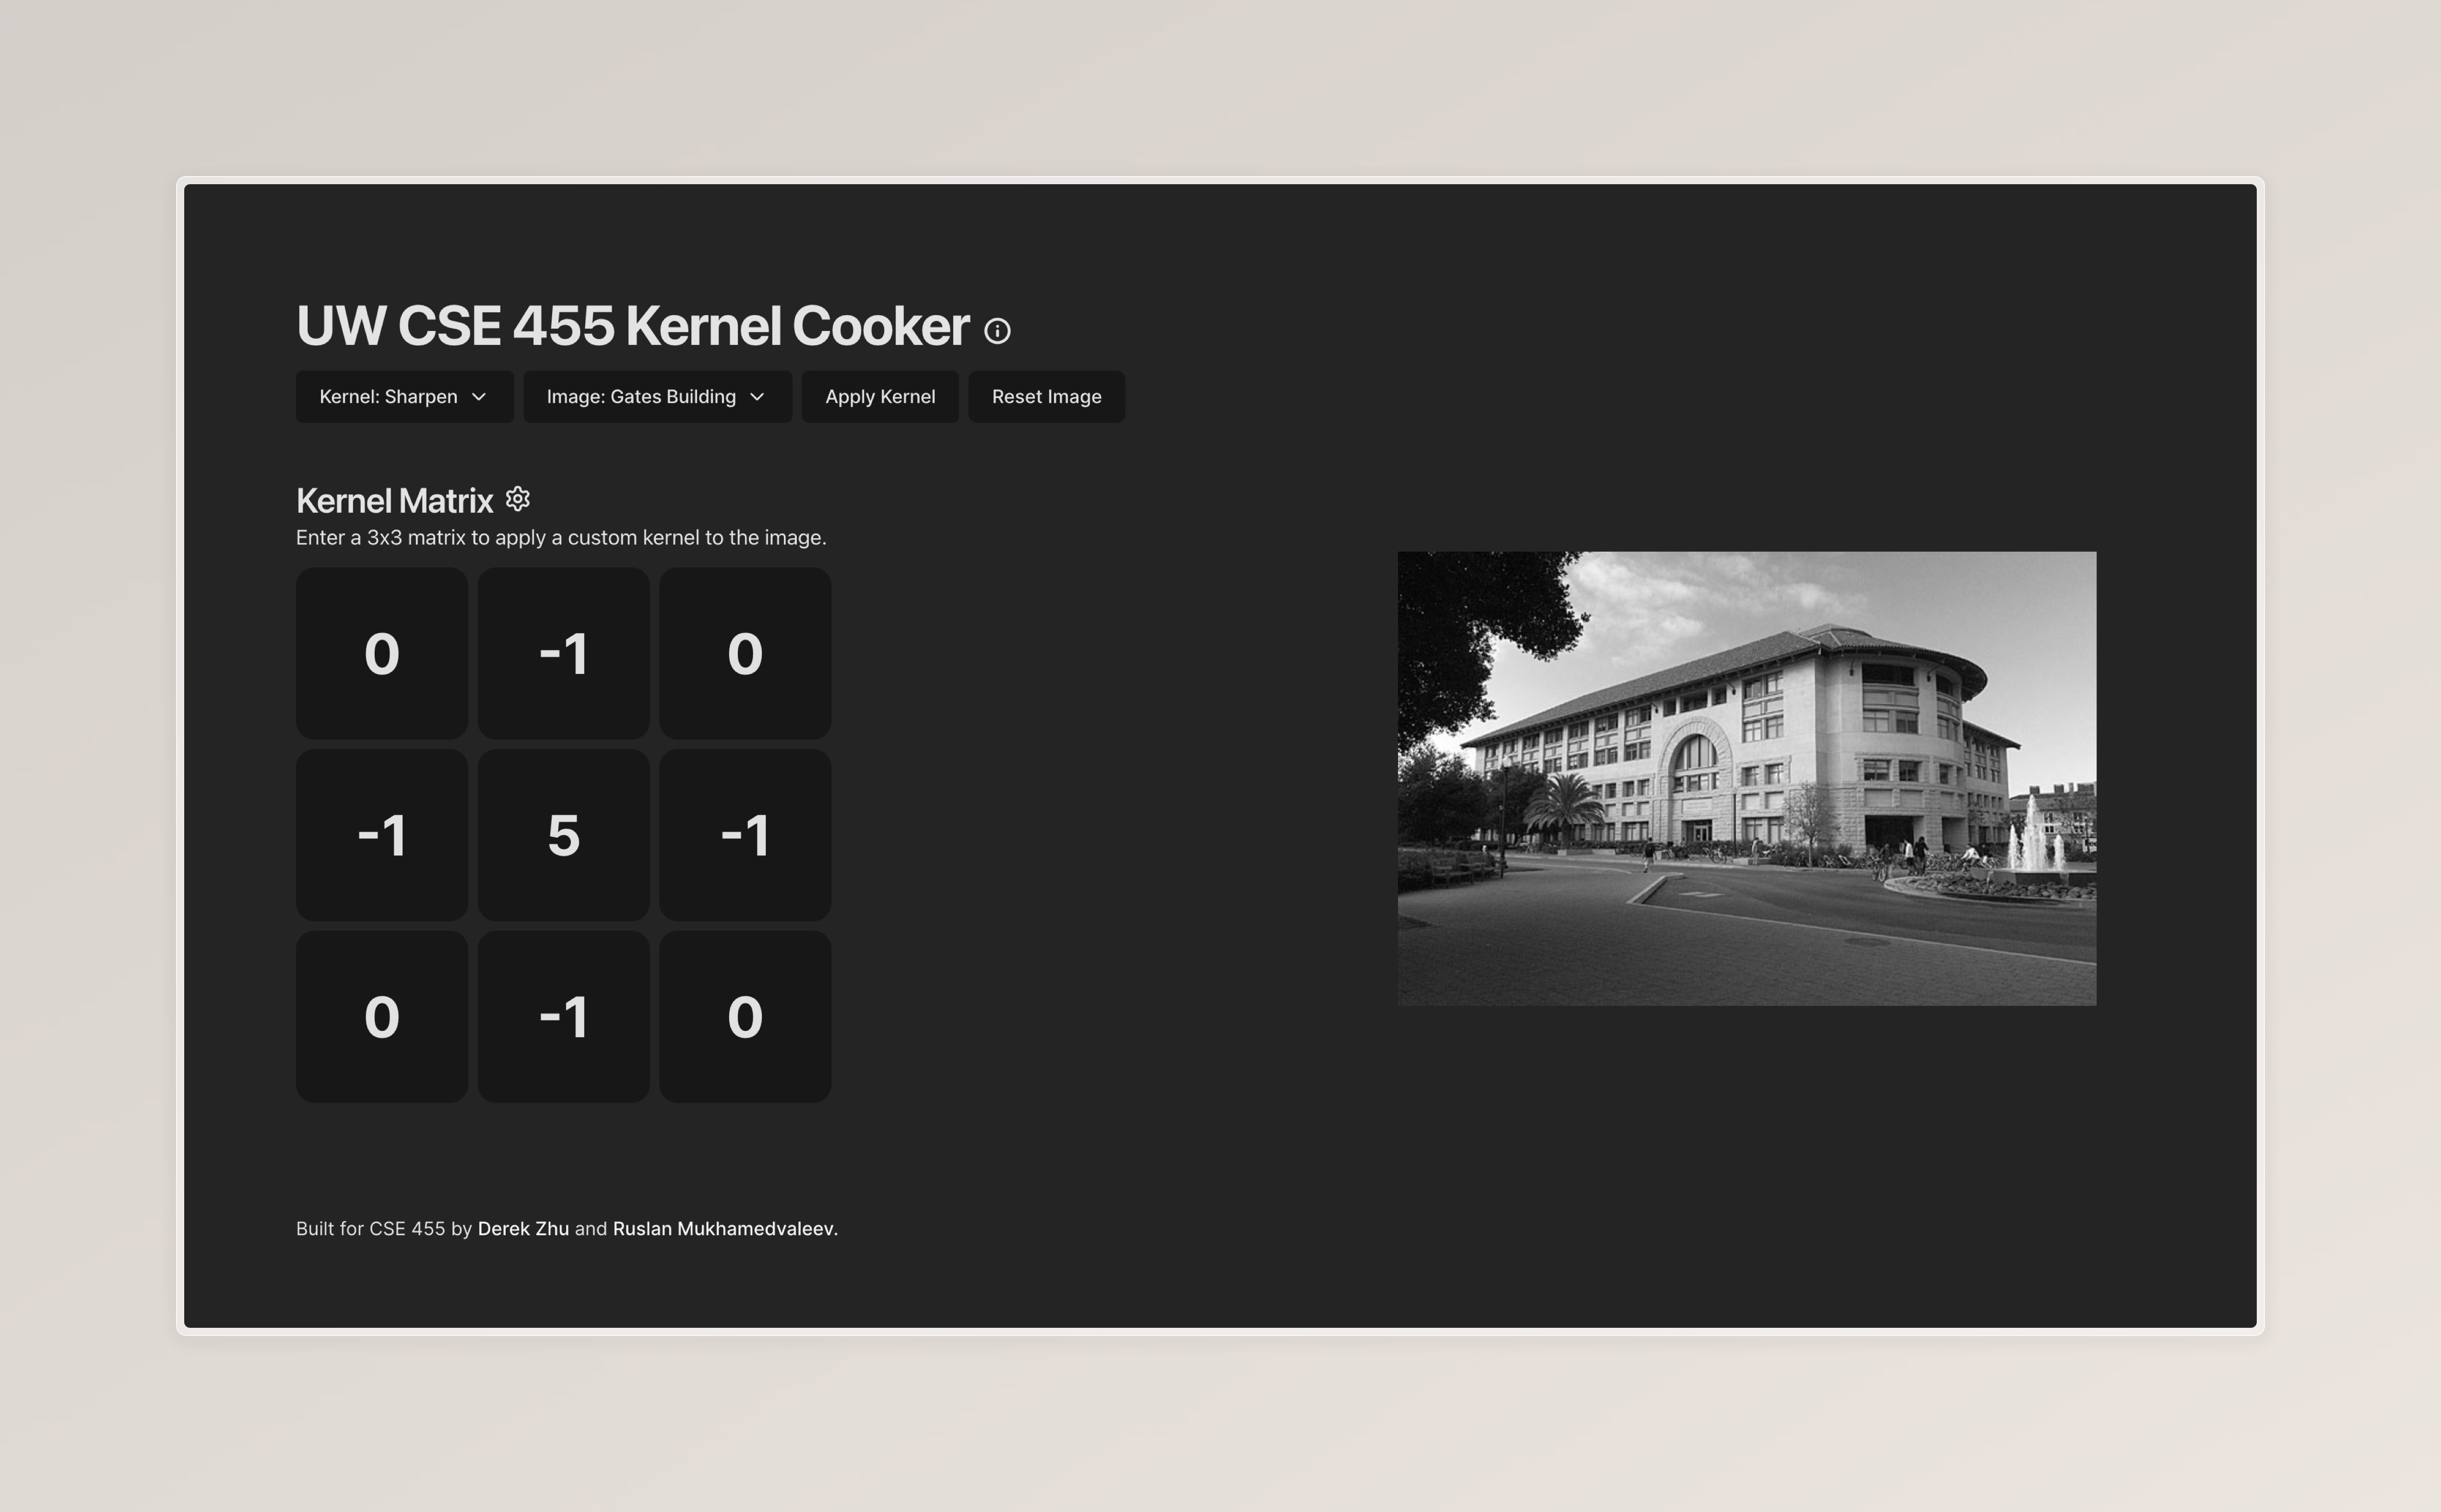 UW CSE 455 Kernel Cooker
Kernel: Sharpen Image: Gates Building Apply Kernel Reset Image
Kernel Matrix
Enter a 3x3 matrix to apply a custom kernel to the image.
0 -1 0
-1 5 -1
0 -1 0
Built for CSE 455 by Derek Zhu and Ruslan Mukhamedvaleev.